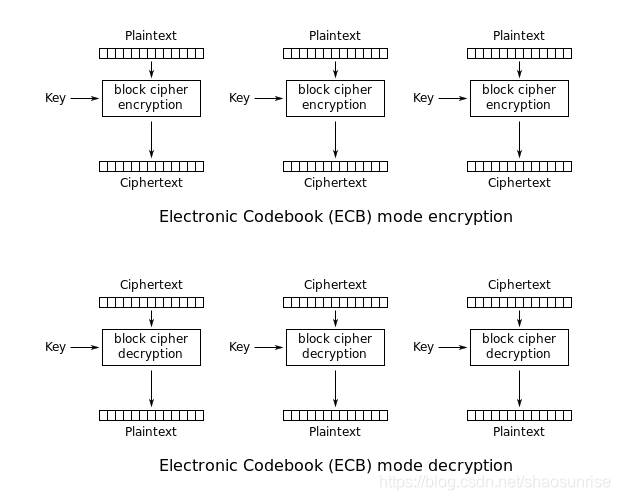 Plaintext Plaintext Plaintext
Key block cipher encryption Key block cipher encryption Key block cipher encryption
Ciphertext Ciphertext Ciphertext
Electronic Codebook (ECB) mode encryption
Ciphertext Ciphertext Ciphertext
Key block cipher decryption Key block cipher decryption Key block cipher decryption
Plaintext Plaintext Plaintext
Electronic Codebook (ECB) mode decryption
https://blog.csdn.net/shaosunrise